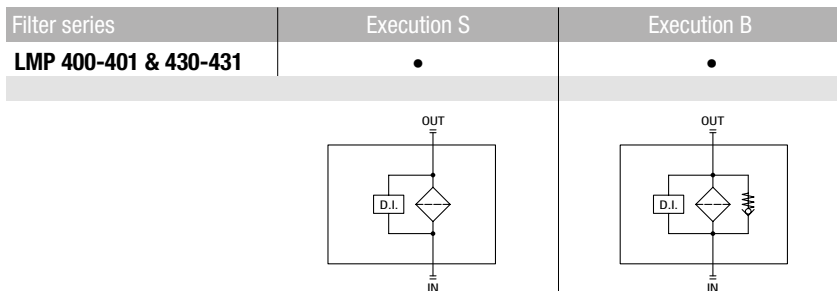 Filter series Execution S Execution B
LMP 400-401 & 430-431 • •
OUT OUT
D.I. D.I.
IN IN